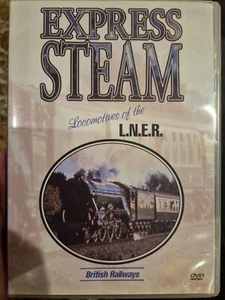 EXPRESS
STEAM
Locomotives of the
L.N.E.R.
British Railways
DVD